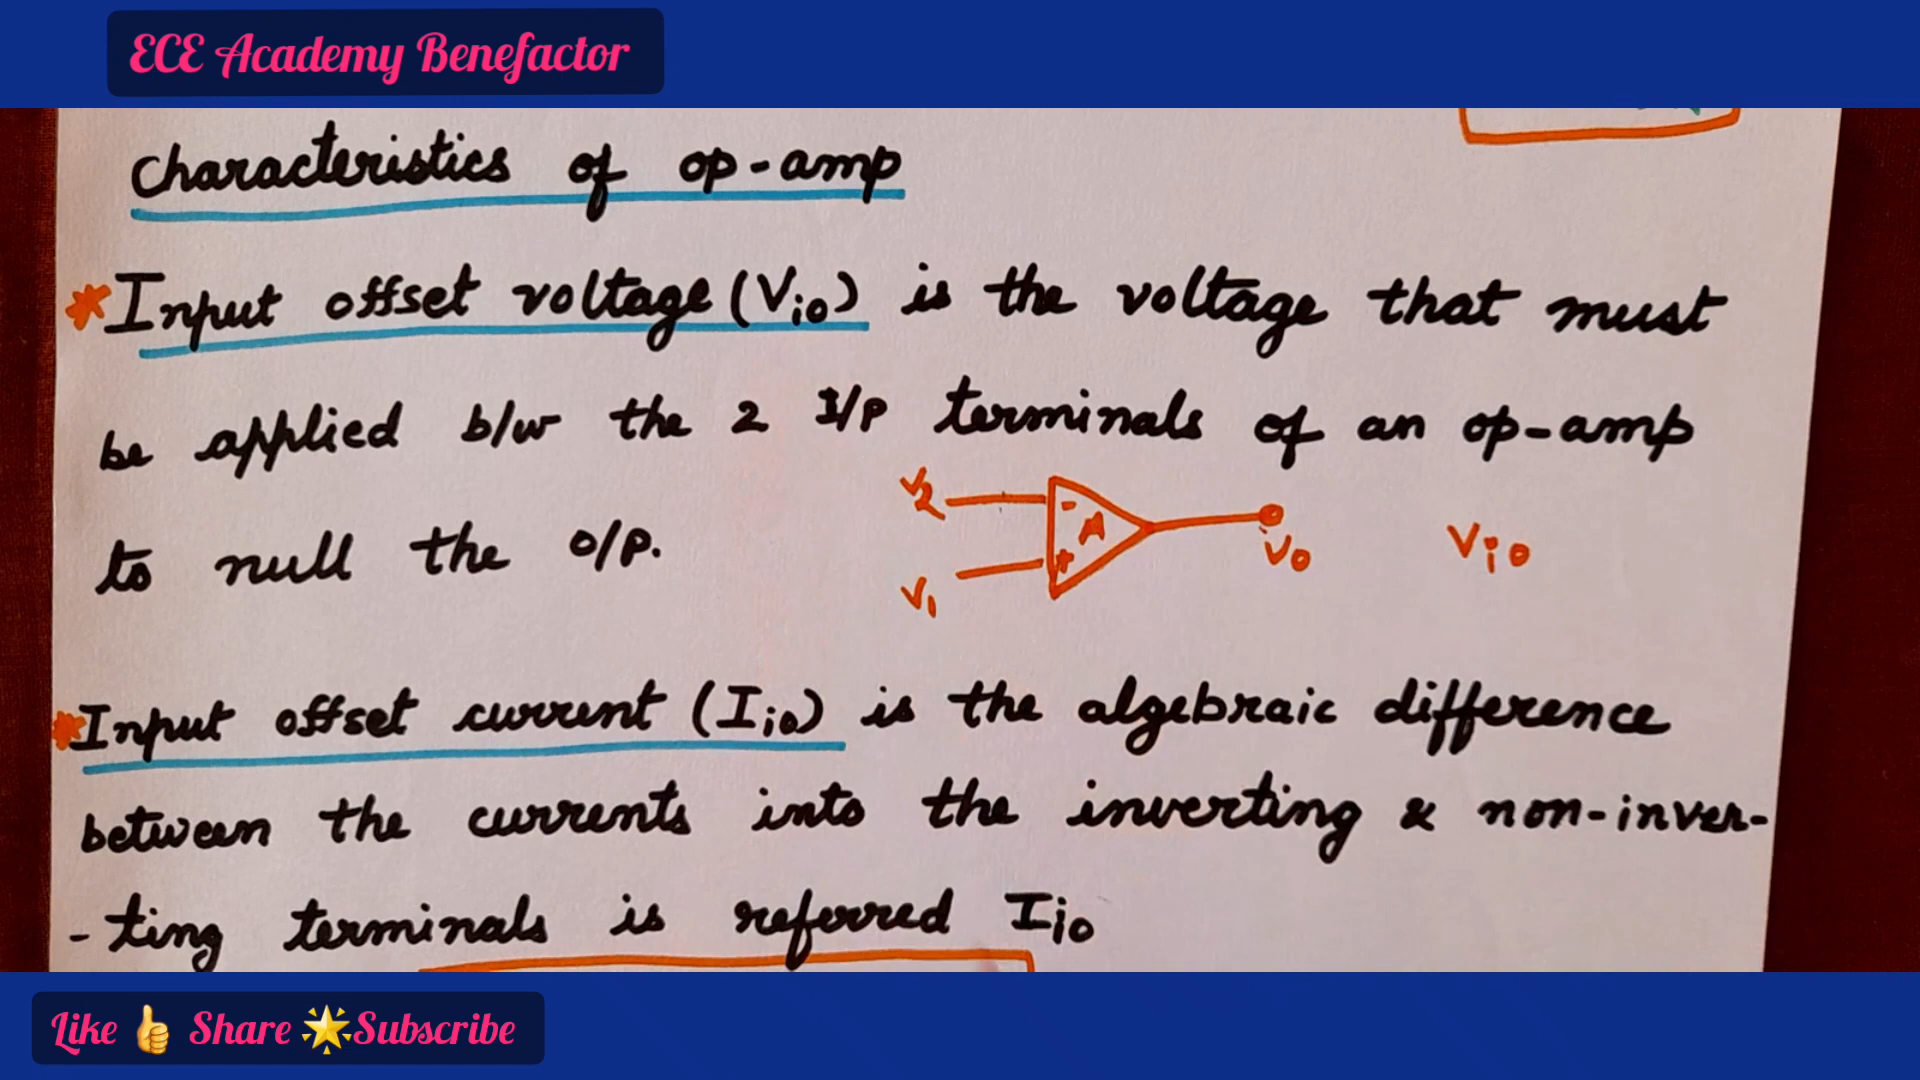 ECE Academy Benefactor
Characteristics of op-amp
*Input offset voltage (Vio) is the voltage that must
be applied b/w the 2 I/P terminals of an op-amp
to null the o/p.
V2
-
A
+
V1
Vo
Vio
*Input offset current (Iio) is the algebraic difference
between the currents into the inverting & non-inver-
-ting terminals is referred Iio
Like 👍 Share 🌟Subscribe